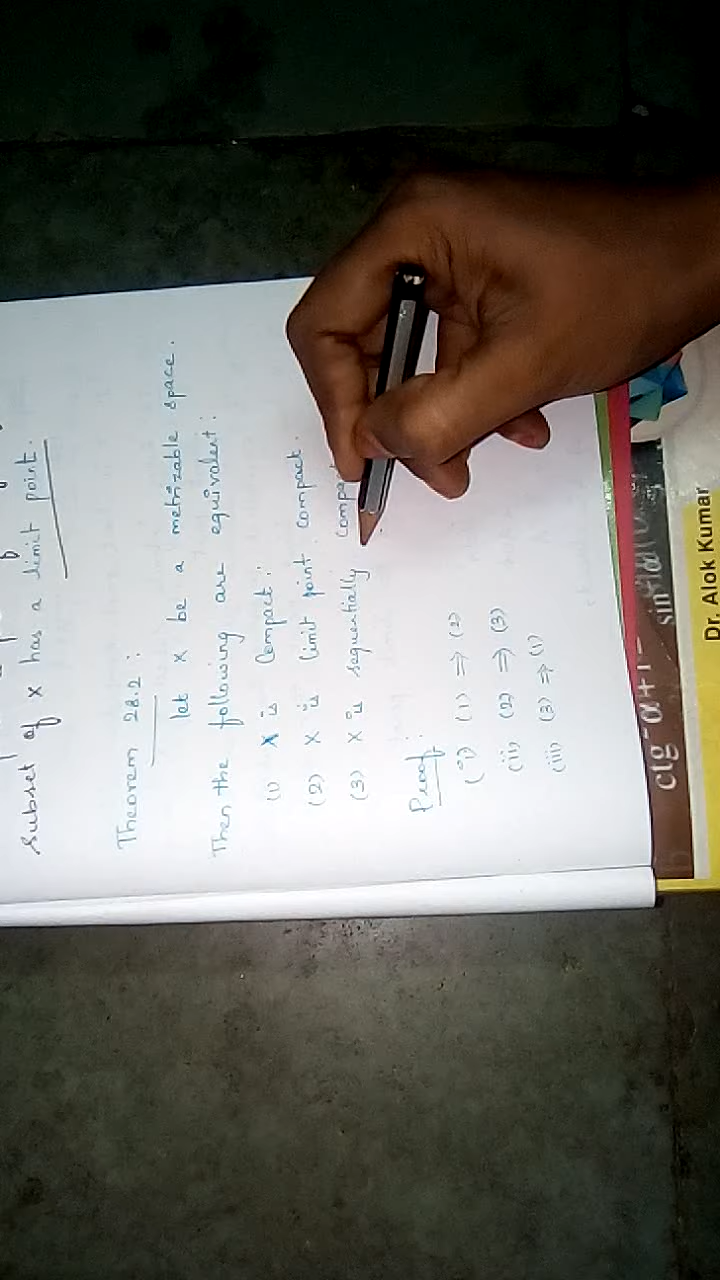 subset of X has a limit point.
Theorem 28.2 :
Let X be a metrizable space.
Then the following are equivalent :
(1) X is Compact.
(2) X is limit point compact.
(3) X is sequentially
Proof :
(i) (1) ⇒ (2)
(ii) (2) ⇒ (3)
(iii) (3) ⇒ (1)
Dr. Alok Kumar